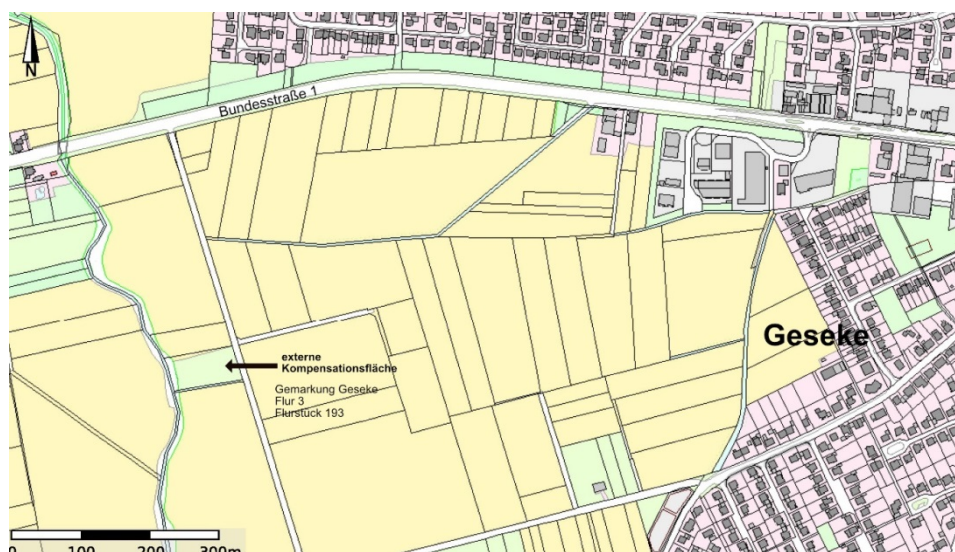 N
Bundesstraße 1
Geseke
externe
Kompensationsfläche
Gemarkung Geseke
Flur 3
Flurstück 193
0 100 200 300m